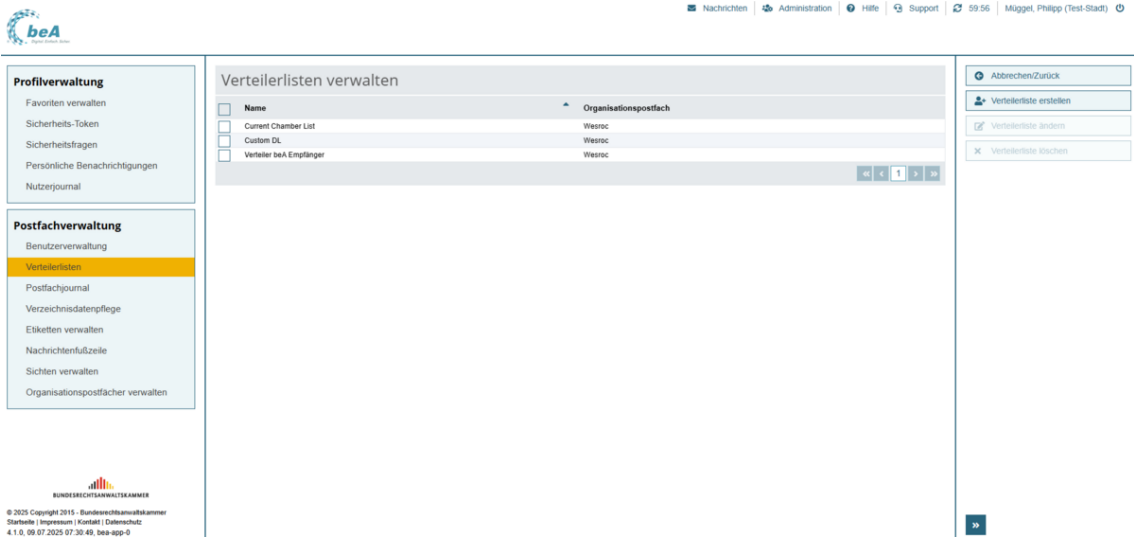 Nachrichten | Administration | Hilfe | Support | 59:56 | Müggel, Philipp (Test-Stadt)
beA
Profilverwaltung
Favoriten verwalten
Sicherheits-Token
Sicherheitsfragen
Persönliche Benachrichtigungen
Nutzerjournal
Postfachverwaltung
Benutzerverwaltung
Verteilerlisten
Postfachjournal
Verzeichnisdatenpflege
Etiketten verwalten
Nachrichtenfußzeile
Sichten verwalten
Organisationspostfächer verwalten
BUNDESRECHTSANWALTSKAMMER
© 2025 Copyright 2015 - Bundesrechtsanwaltskammer
Startseite | Impressum | Kontakt | Datenschutz
4.1.0, 09.07.2025 07:30:49, bea-app-0
Verteilerlisten verwalten
Name Organisationspostfach
Current Chamber List Wesroc
Custom DL Wesroc
Verteiler beA Empfänger Wesroc
« ‹ 1 › »
Abbrechen/Zurück
Verteilerliste erstellen
Verteilerliste ändern
Verteilerliste löschen
»